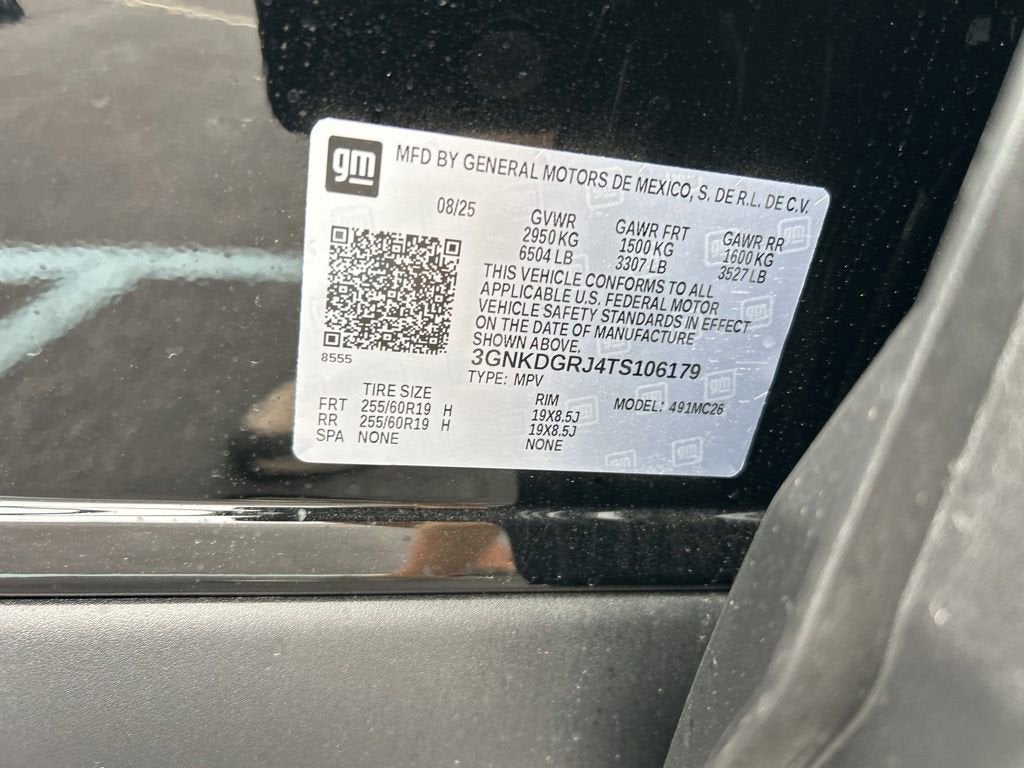 gm
MFD BY GENERAL MOTORS DE MEXICO, S. DE R.L. DE C.V.
08/25
GVWR GAWR FRT GAWR RR
2950 KG 1500 KG 1600 KG
6504 LB 3307 LB 3527 LB
THIS VEHICLE CONFORMS TO ALL
APPLICABLE U.S. FEDERAL MOTOR
VEHICLE SAFETY STANDARDS IN EFFECT
ON THE DATE OF MANUFACTURE
SHOWN ABOVE.
8555
3GNKDGRJ4TS106179
TYPE: MPV
MODEL: 491MC26
TIRE SIZE RIM
FRT 255/60R19 H 19X8.5J
RR 255/60R19 H 19X8.5J
SPA NONE NONE